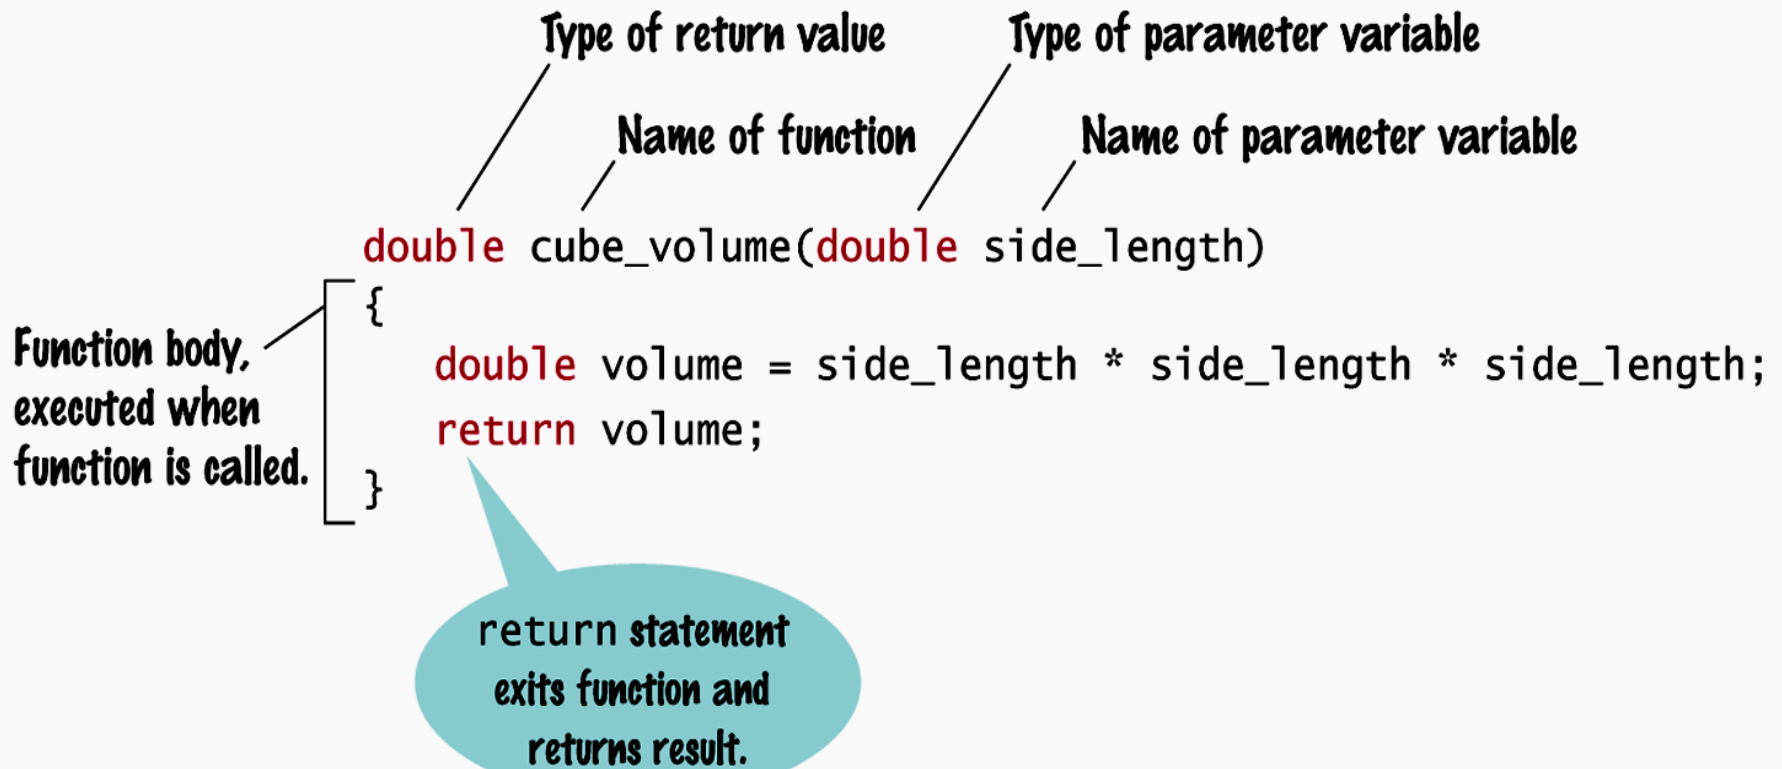 Type of return value
Type of parameter variable
Name of function
Name of parameter variable
double cube_volume(double side_length)
{
double volume = side_length * side_length * side_length;
return volume;
}
Function body,
executed when
function is called.
return statement
exits function and
returns result.